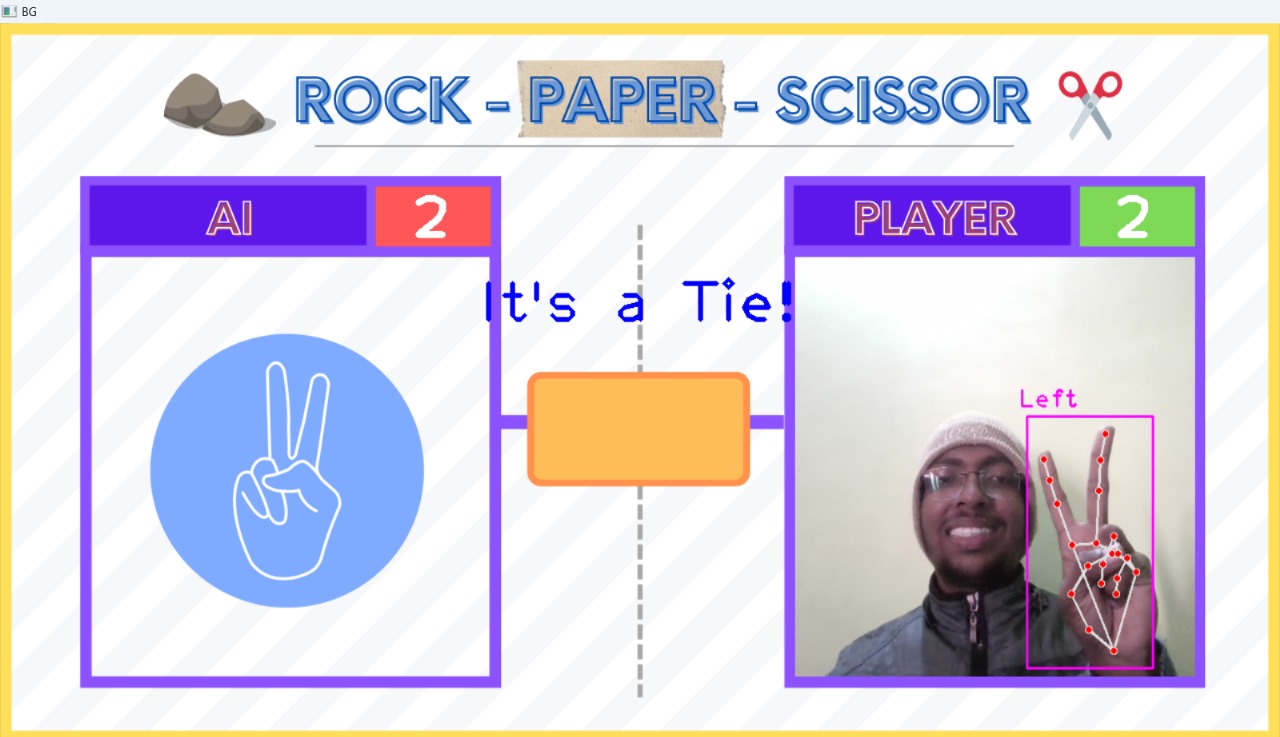 BG
ROCK - PAPER - SCISSOR
AI 2
PLAYER 2
It's a Tie!
Left